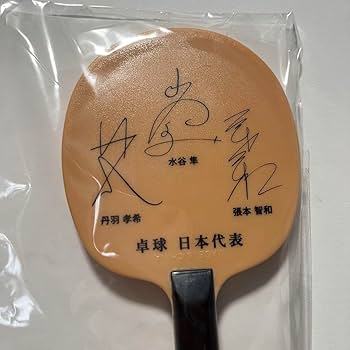 水谷 隼
丹羽 孝希
張本 智和
卓球 日本代表